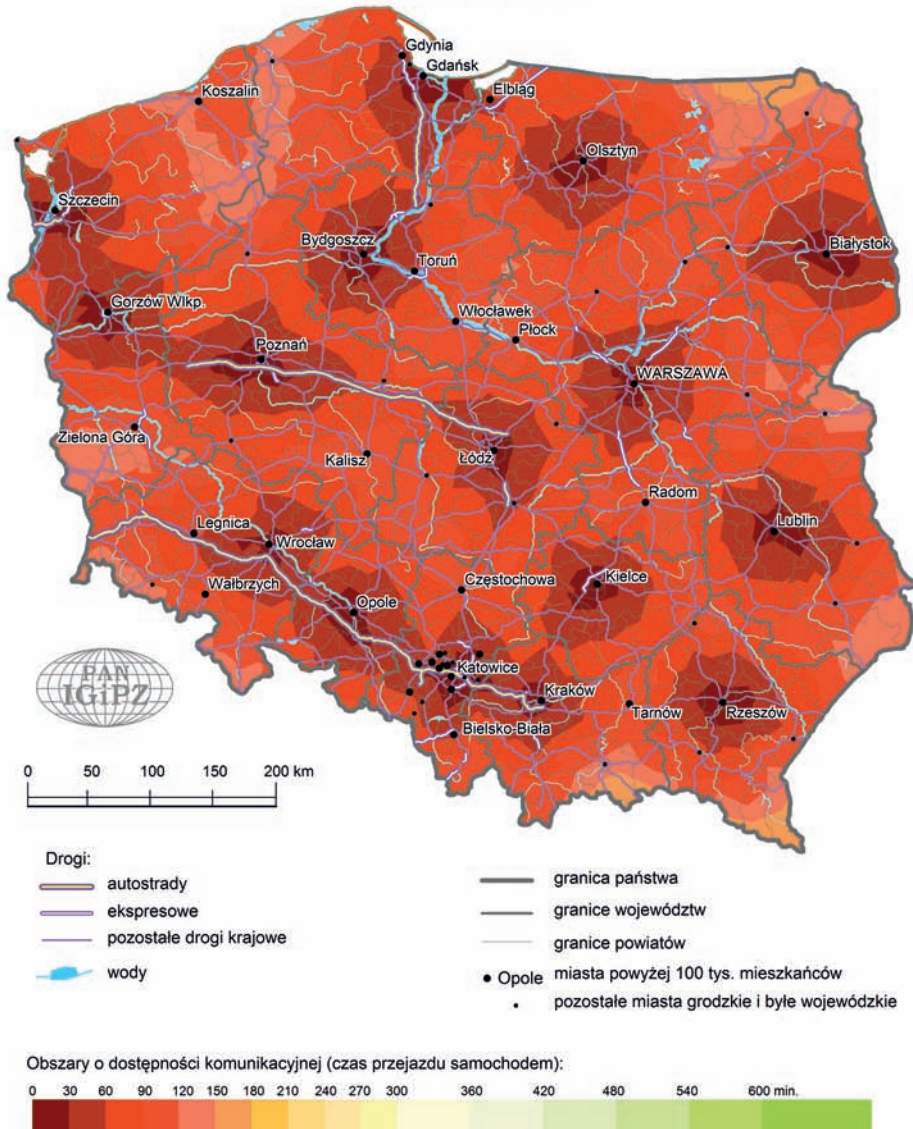 Gdynia
Gdańsk
Koszalin
Elbląg
Olsztyn
Szczecin
Bydgoszcz
Białystok
Toruń
Gorzów Wlkp.
Włocławek
Płock
Poznań
WARSZAWA
Zielona Góra
Kalisz
Łódź
Radom
Legnica
Lublin
Wrocław
Wałbrzych
Częstochowa
Kielce
Opole
PAN
IGiPZ
Katowice
Kraków
Tarnów
Rzeszów
Bielsko-Biała
0 50 100 150 200 km
Drogi:
autostrady
ekspresowe
pozostałe drogi krajowe
wody
granica państwa
granice województw
granice powiatów
Opole miasta powyżej 100 tys. mieszkańców
pozostałe miasta grodzkie i byłe wojewódzkie
Obszary o dostępności komunikacyjnej (czas przejazdu samochodem):
0 30 60 90 120 150 180 210 240 270 300 360 420 480 540 600 min.